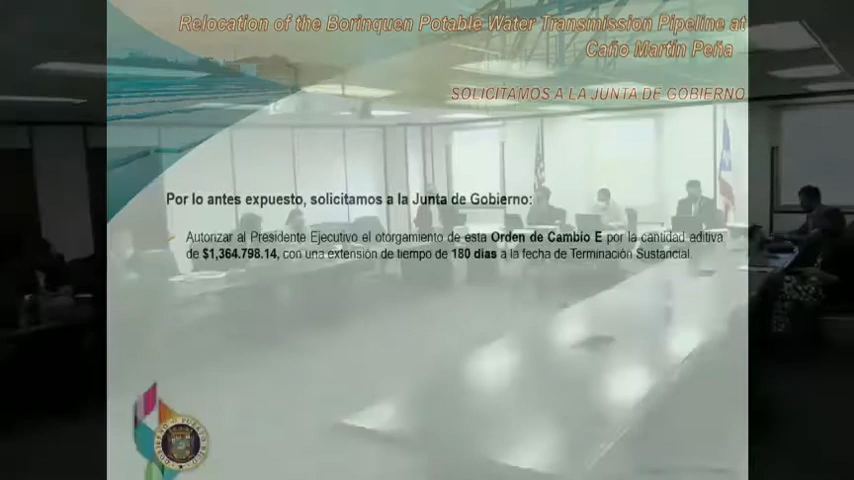 Relocation of the Borinquen Potable Water Transmission Pipeline at
Caño Martin Peña
SOLICITAMOS A LA JUNTA DE GOBIERNO
Por lo antes expuesto, solicitamos a la Junta de Gobierno:
Autorizar al Presidente Ejecutivo el otorgamiento de esta Orden de Cambio E por la cantidad aditiva
de $1,364.798.14, con una extensión de tiempo de 180 días a la fecha de Terminación Sustancial.